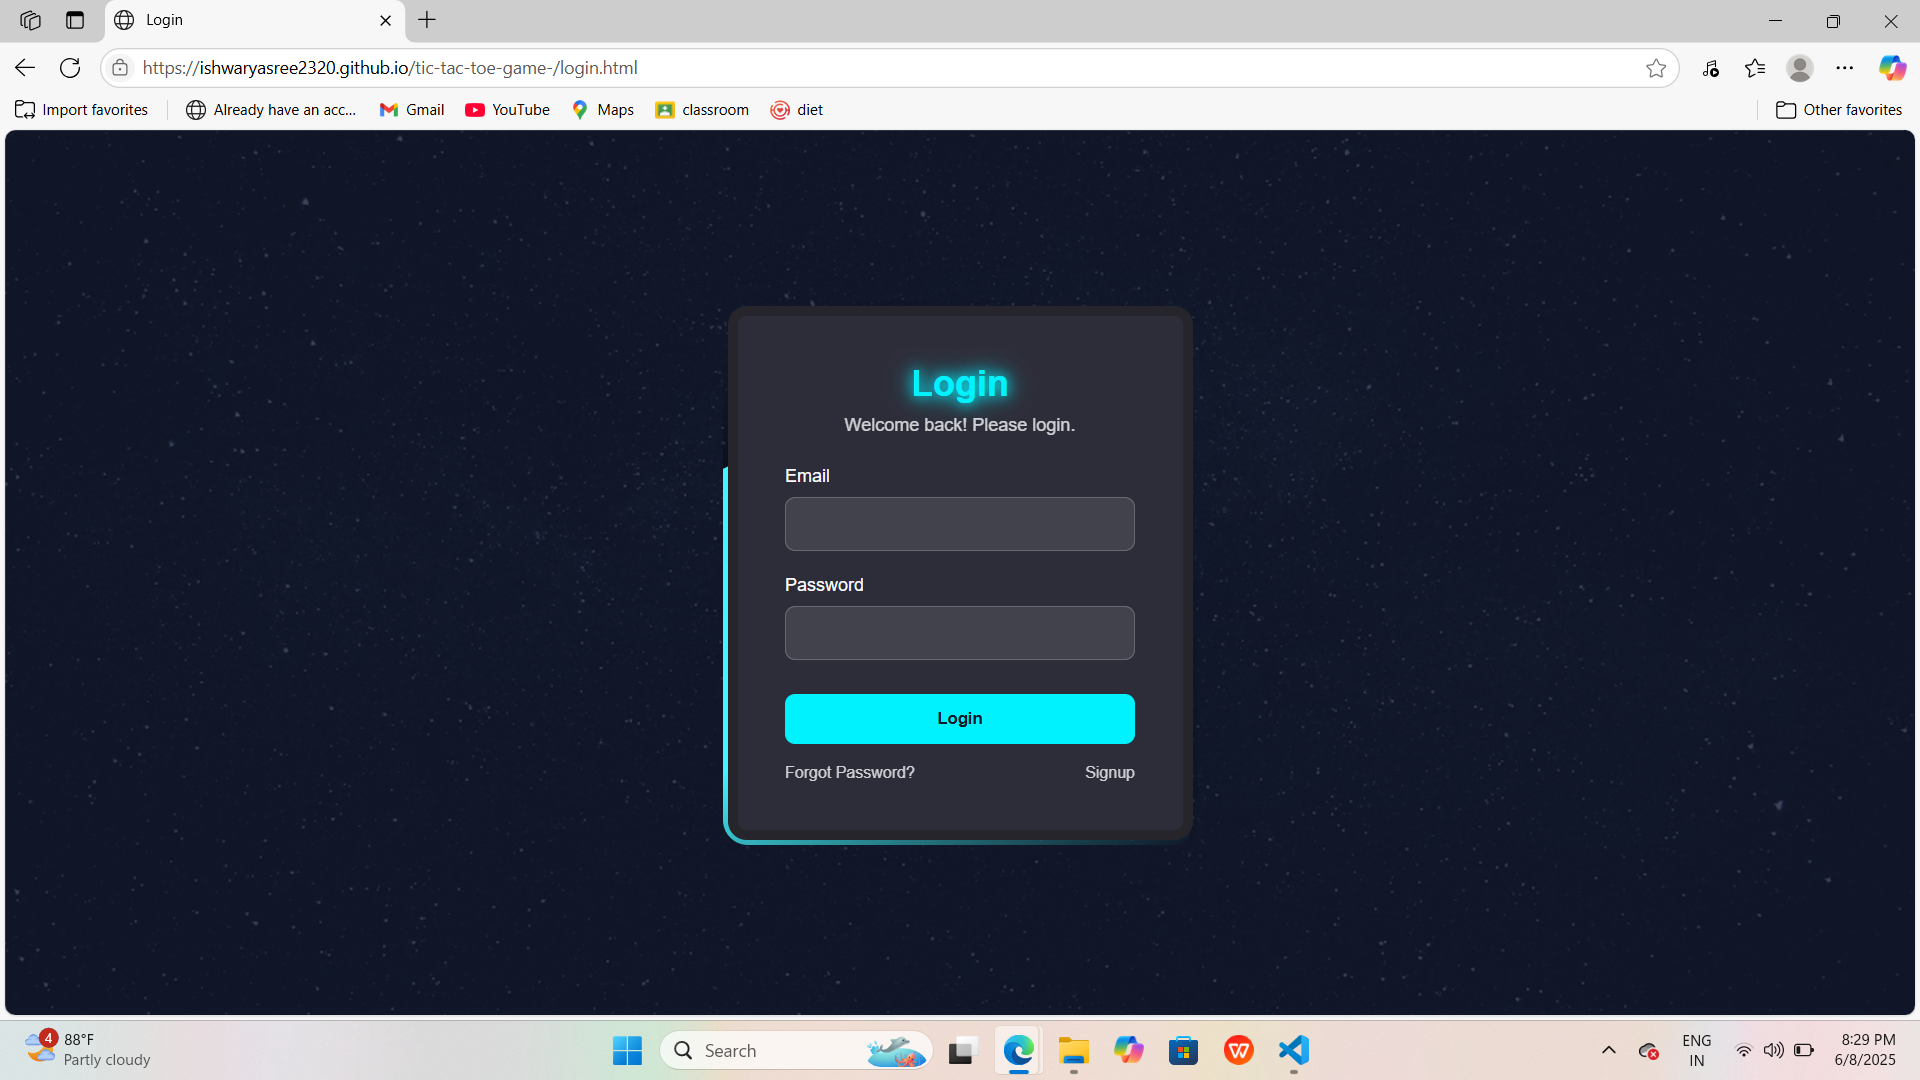 Login
https://ishwaryasree2320.github.io/tic-tac-toe-game-/login.html
Import favorites
Already have an acc...
Gmail
YouTube
Maps
classroom
diet
Other favorites
Login
Welcome back! Please login.
Email
Password
Login
Forgot Password?
Signup
4
88°F
Partly cloudy
Search
ENG
IN
8:29 PM
6/8/2025